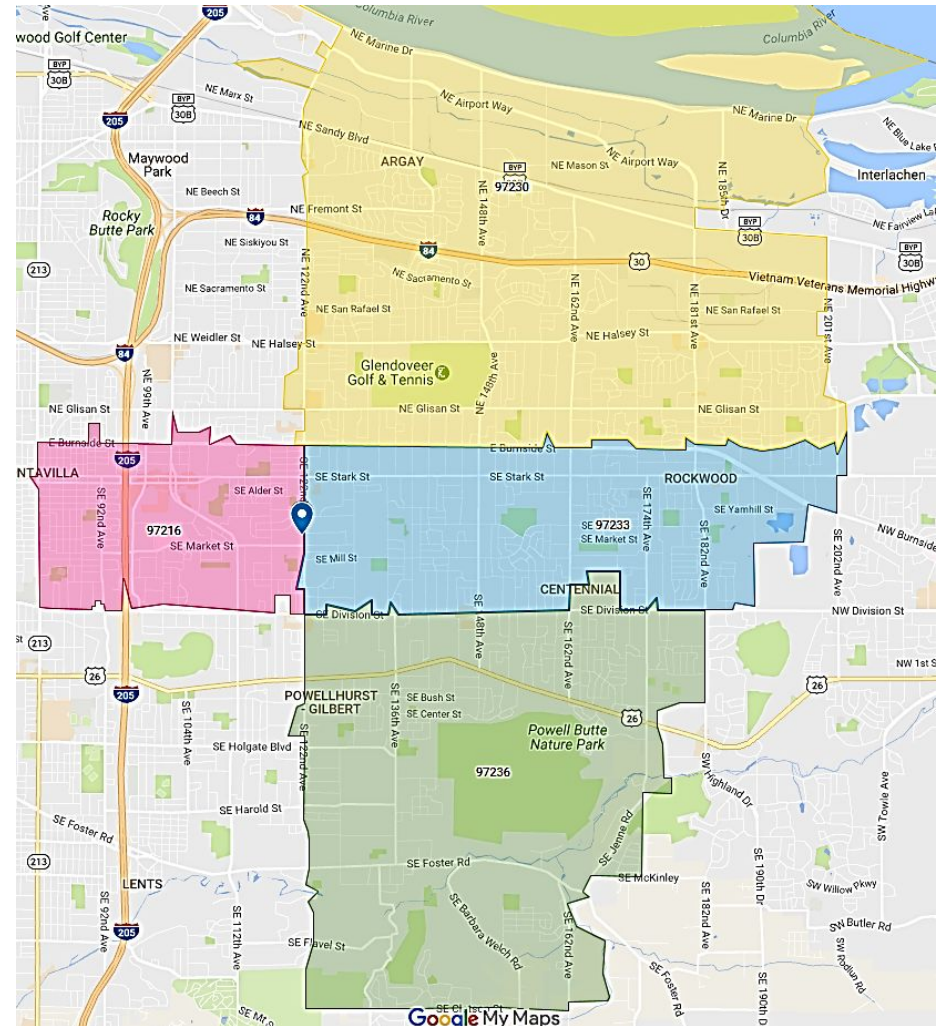 205
Columbia River
Columbia River
wood Golf Center
NE Marine Dr
BYP
30B
BYP
30B
NE Marx St
205
NE Airport Way
NE Marine Dr
NE Sandy Blvd
NE Blue Lake
Maywood
Park
ARGAY
NE Mason St
NE Airport Way
BYP
97230
Interlachen
NE Beech St
NE 148th Ave
NE 185th Dr
Rocky
Butte Park
NE Fremont St
84
BYP
30B
NE Fairview
BYP
30B
NE Siskiyou St
84
30
213
NE 122nd Ave
NE Sacramento St
NE Sacramento St
NE 162nd Ave
NE 181st Ave
Vietnam Veterans Memorial Highw
NE San Rafael St
NE San Rafael St
NE 201st Ave
NE Weidler St
NE Halsey St
NE Halsey St
84
NE 99th Ave
Glendoveer
Golf & Tennis
NE 148th Ave
NE Glisan St
NE Glisan St
NE Glisan St
E Burnside St
E Burnside St
205
NTAVILLA
SE 122nd
SE Stark St
SE Stark St
ROCKWOOD
SE Alder St
SE 92nd Ave
SE 174th Ave
SE Yamhill St
97216
SE 97233
SE Market St
SE Market St
NW Burnside
SE Mill St
SE 182nd Ave
SE 202nd Ave
CENTENNIAL
SE Division St
SE 148th Ave
SE Division St
NW Division St
213
SE 162nd Ave
26
NW 1st S
205
POWELLHURST
- GILBERT
SE 136th Ave
SE Bush St
SE Center St
26
26
SE 104th Ave
SE 122nd Ave
Powell Butte
Nature Park
SE Holgate Blvd
97236
SW Highland Dr
SW Towle Ave
SE Harold St
SE Jenne Rd
SE Foster Rd
213
SE Foster Rd
LENTS
SE McKinley
SW Willow Pkwy
SE 92nd Ave
SE 112th Ave
SE Barbara Welch Rd
SE 162nd Ave
SE 182nd Ave
SE 190th Dr
SW Butler Rd
205
SE Flavel St
SW Rodlun Rd
SE Foster Rd
SE 190th D
Google My Maps